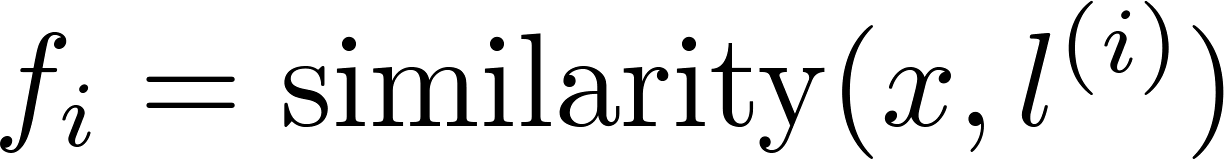 f_i = similarity(x, l^{(i)})